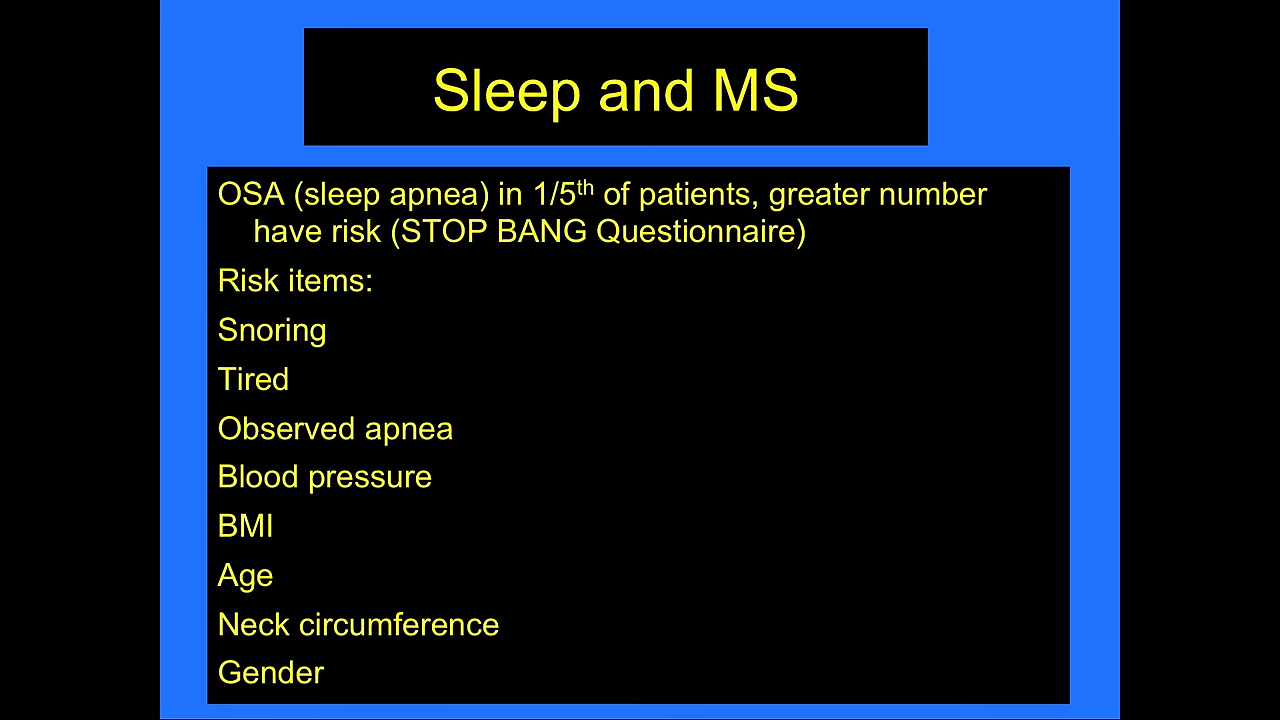 Sleep and MS
OSA (sleep apnea) in 1/5th of patients, greater number
have risk (STOP BANG Questionnaire)
Risk items:
Snoring
Tired
Observed apnea
Blood pressure
BMI
Age
Neck circumference
Gender